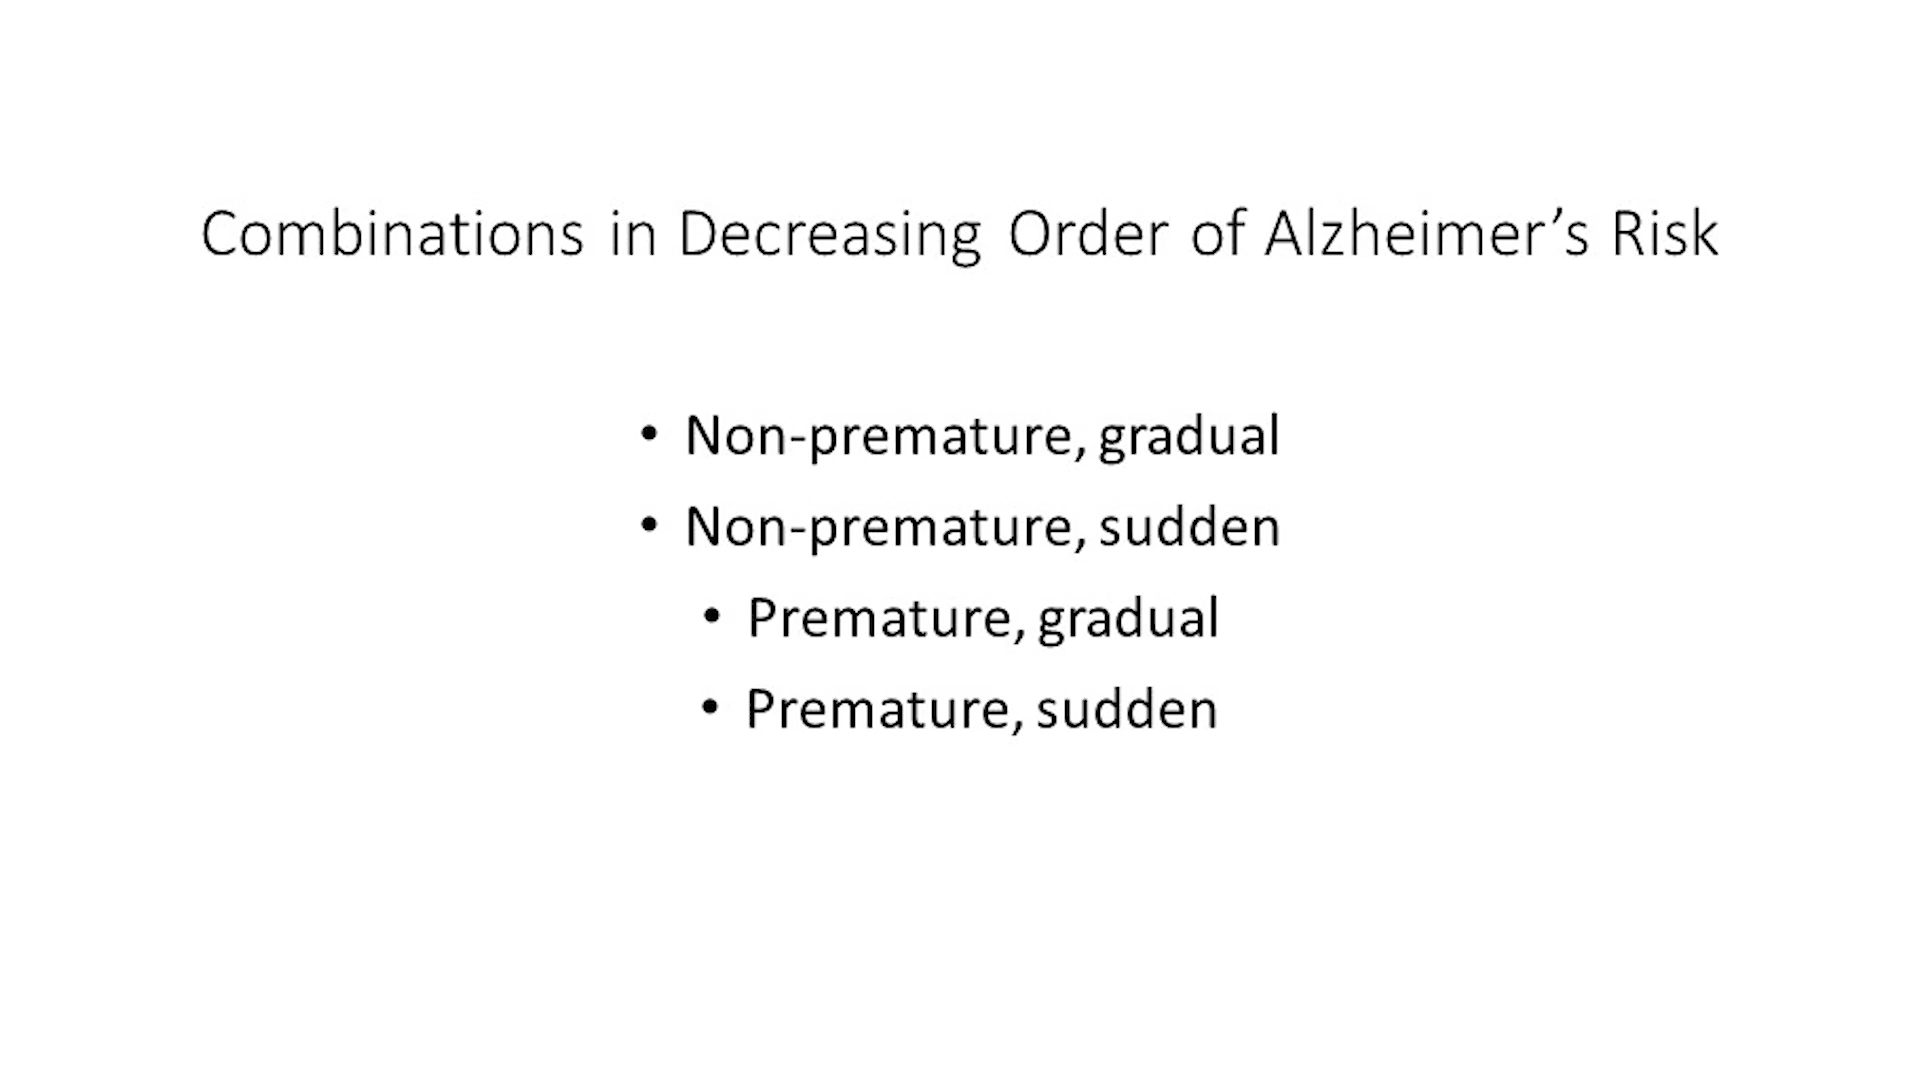 Combinations in Decreasing Order of Alzheimer’s Risk
• Non-premature, gradual
• Non-premature, sudden
• Premature, gradual
• Premature, sudden